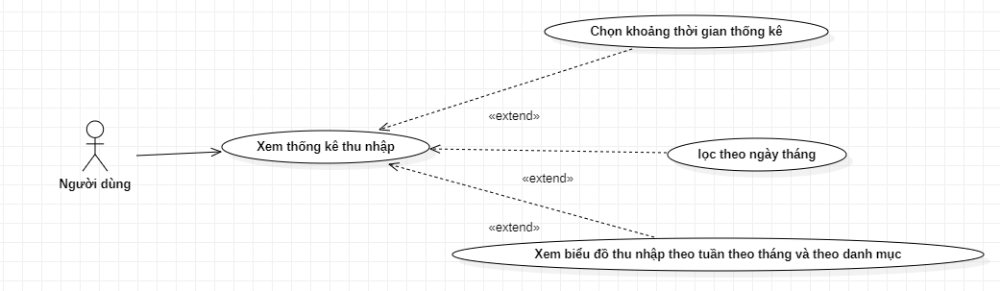 Chọn khoảng thời gian thống kê
«extend»
Xem thống kê thu nhập
lọc theo ngày tháng
Người dùng
«extend»
«extend»
Xem biểu đồ thu nhập theo tuần theo tháng và theo danh mục